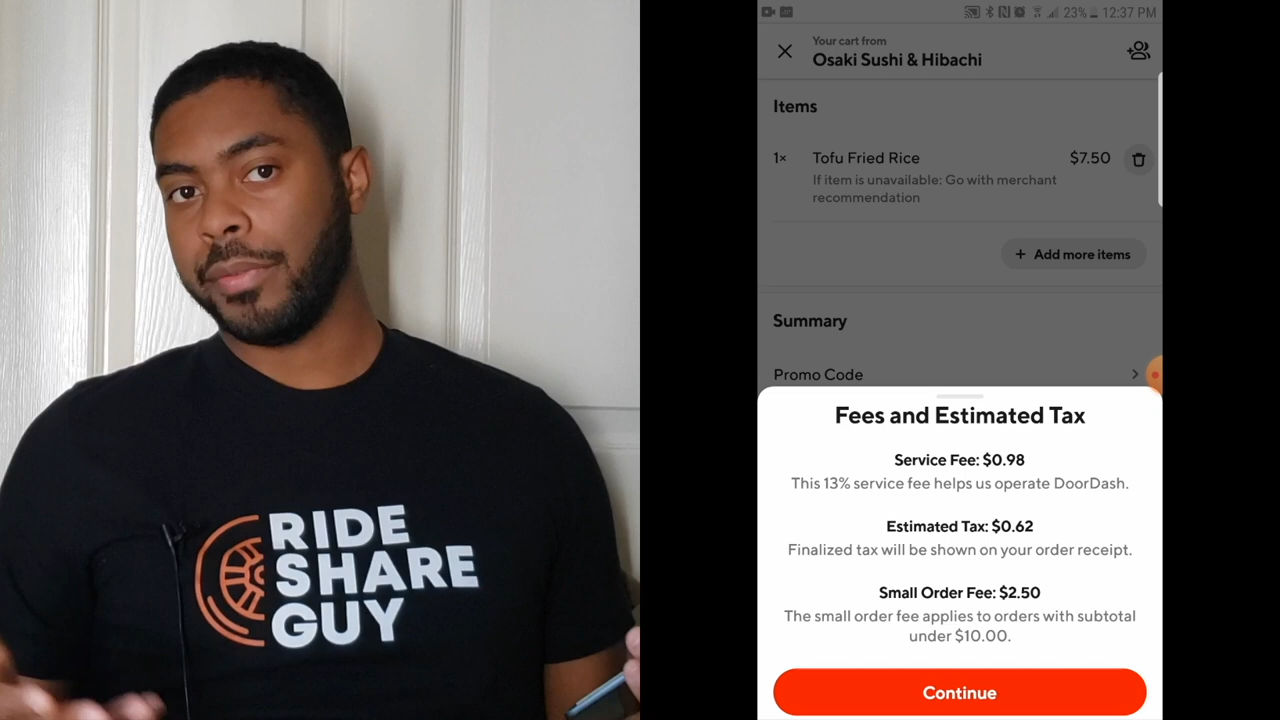 RIDE
SHARE
GUY
23% 12:37 PM
Your cart from
Osaki Sushi & Hibachi
Items
1× Tofu Fried Rice $7.50
If item is unavailable: Go with merchant
recommendation
+ Add more items
Summary
Promo Code
Fees and Estimated Tax
Service Fee: $0.98
This 13% service fee helps us operate DoorDash.
Estimated Tax: $0.62
Finalized tax will be shown on your order receipt.
Small Order Fee: $2.50
The small order fee applies to orders with subtotal
under $10.00.
Continue